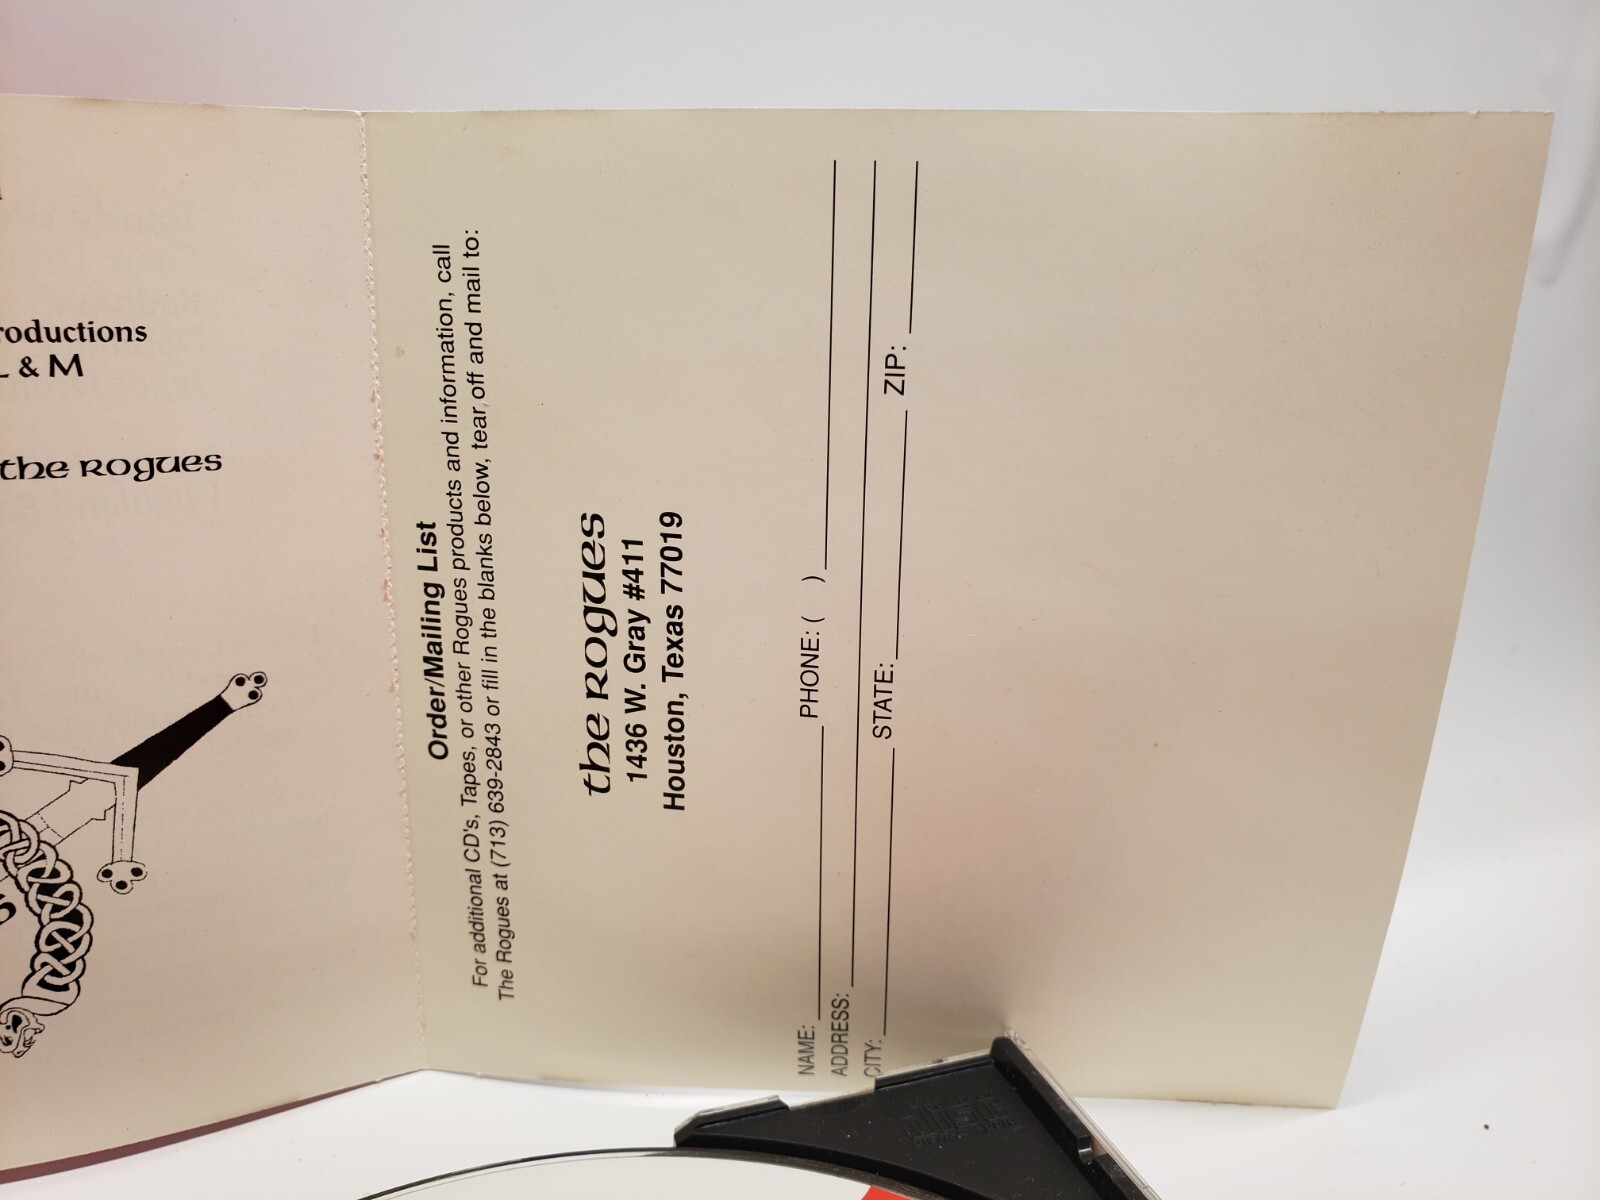 roductions
L & M
the Rogues
Order/Mailing List
For additional CD's, Tapes, or other Rogues products and information, call
The Rogues at (713) 639-2843 or fill in the blanks below, tear off and mail to:
the Rogues
1436 W. Gray #411
Houston, Texas 77019
NAME: PHONE: ( )
ADDRESS:
CITY: STATE: ZIP: